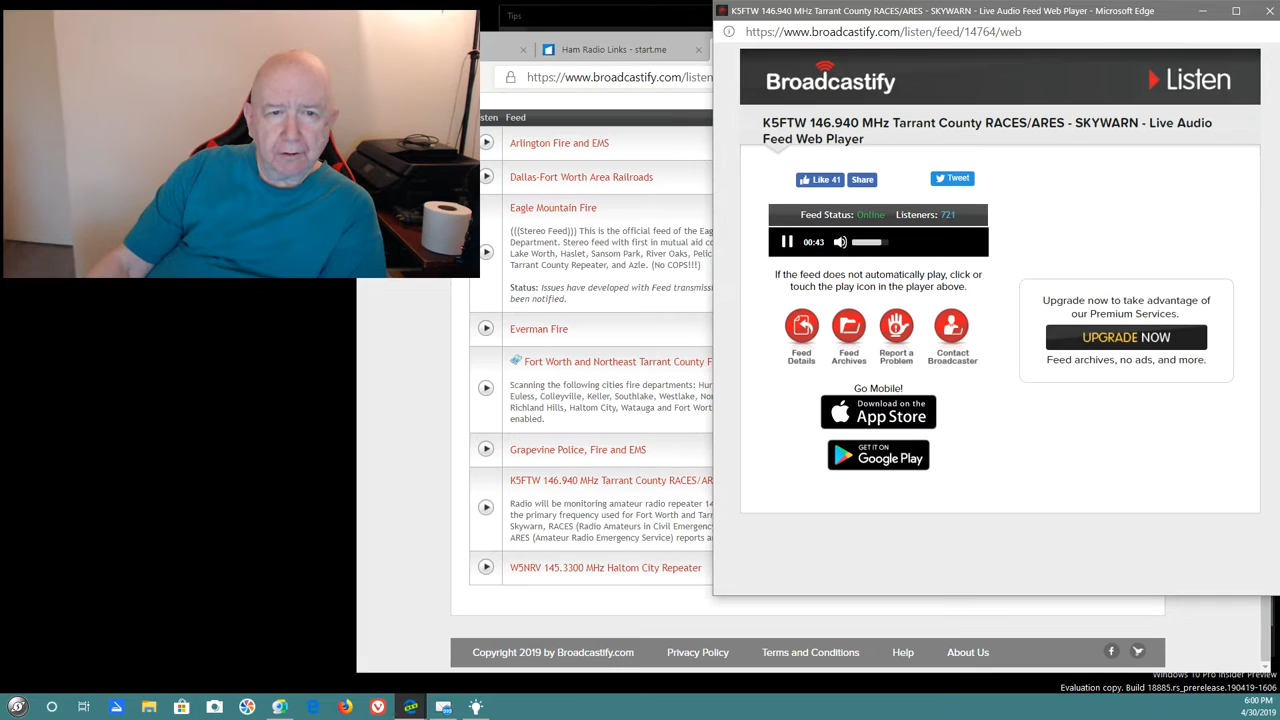 Tips
K5FTW 146.940 MHz Tarrant County RACES/ARES - SKYWARN - Live Audio Feed Web Player - Microsoft Edge
https://www.broadcastify.com/listen/feed/14764/web
Ham Radio Links - start.me
https://www.broadcastify.com/listen
Broadcastify
Listen
K5FTW 146.940 MHz Tarrant County RACES/ARES - SKYWARN - Live Audio
Feed Web Player
Like 41
Share
Tweet
Feed Status: Online Listeners: 721
00:43
If the feed does not automatically play, click or
touch the play icon in the player above.
Feed
Details
Feed
Archives
Report a
Problem
Contact
Broadcaster
Go Mobile!
Download on the
App Store
GET IT ON
Google Play
Upgrade now to take advantage of
our Premium Services.
UPGRADE NOW
Feed archives, no ads, and more.
sten Feed
Arlington Fire and EMS
Dallas-Fort Worth Area Railroads
Eagle Mountain Fire
(((Stereo Feed))) This is the official feed of the Eag
Department. Stereo feed with first in mutual aid co
Lake Worth, Haslet, Sansom Park, River Oaks, Pelic
Tarrant County Repeater, and Azle. (No COPS!!!)
Status: Issues have developed with Feed transmiss
been notified.
Everman Fire
Fort Worth and Northeast Tarrant County F
Scanning the following cities fire departments: Hur
Euless, Colleyville, Keller, Southlake, Westlake, Nor
Richland Hills, Haltom City, Watauga and Fort Wort
enabled.
Grapevine Police, Fire and EMS
K5FTW 146.940 MHz Tarrant County RACES/AR
Radio will be monitoring amateur radio repeater 14
the primary frequency used for Fort Worth and Tarr
Skywarn, RACES (Radio Amateurs in Civil Emergency
ARES (Amateur Radio Emergency Service) reports a
W5NRV 145.3300 MHz Haltom City Repeater
Copyright 2019 by Broadcastify.com Privacy Policy Terms and Conditions Help About Us
Windows 10 Pro Insider Preview
Evaluation copy. Build 18885.rs_prerelease.190419-1606
6:00 PM
4/30/2019